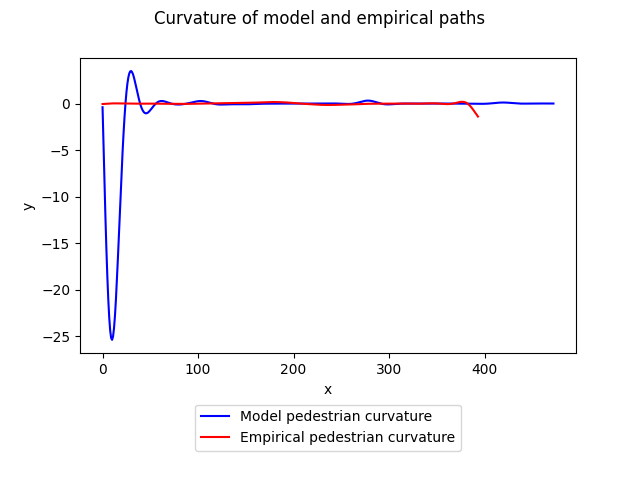 Curvature of model and empirical paths
0
−5
−10
−15
−20
−25
y
0 100 200 300 400
x
Model pedestrian curvature
Empirical pedestrian curvature